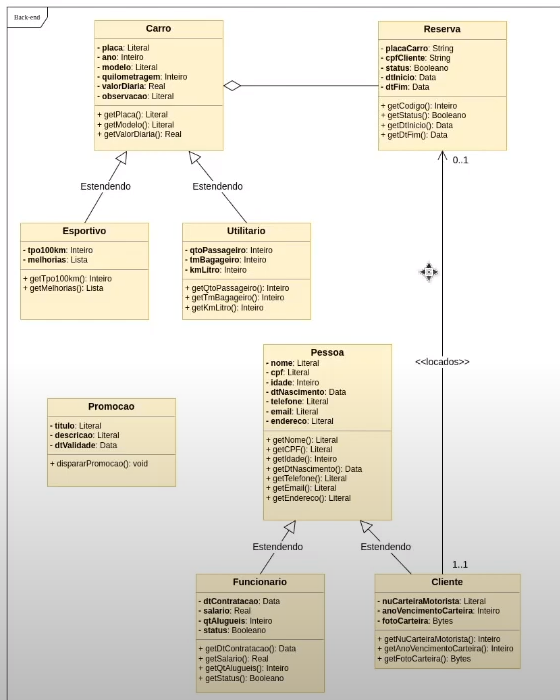 Back-end
Carro
- placa: Literal
- ano: Inteiro
- modelo: Literal
- quilometragem: Inteiro
- valorDiaria: Real
- observacao: Literal
+ getPlaca(): Literal
+ getModelo(): Literal
+ getValorDiaria(): Real
Reserva
- placaCarro: String
- cpfCliente: String
- status: Booleano
- dtInicio: Data
- dtFim: Data
+ getCodigo(): Inteiro
+ getStatus(): Booleano
+ getDtInicio(): Data
+ getDtFim(): Data
0..1
Estendendo
Estendendo
Esportivo
- tpo100km: Inteiro
- melhorias: Lista
+ getTpo100km(): Inteiro
+ getMelhorias(): Lista
Utilitario
- qtoPassageiro: Inteiro
- tmBagageiro: Inteiro
- kmLitro: Inteiro
+ getQtoPassageiro(): Inteiro
+ getTmBagageiro(): Inteiro
+ getKmLitro(): Inteiro
Pessoa
- nome: Literal
- cpf: Literal
- idade: Inteiro
- dtNascimento: Data
- telefone: Literal
- email: Literal
- endereco: Literal
+ getNome(): Literal
+ getCPF(): Literal
+ getIdade(): Inteiro
+ getDtNascimento(): Data
+ getTelefone(): Literal
+ getEmail(): Literal
+ getEndereco(): Literal
<<locados>>
Promocao
- titulo: Literal
- descricao: Literal
- dtValidade: Data
+ dispararPromocao(): void
Estendendo
Estendendo
1..1
Funcionario
- dtContratacao: Data
- salario: Real
- qtAlugueis: Inteiro
- status: Booleano
+ getDtContratacao(): Data
+ getSalario(): Real
+ getQtAlugueis(): Inteiro
+ getStatus(): Booleano
Cliente
- nuCarteiraMotorista: Literal
- anoVencimentoCarteira: Inteiro
- fotoCarteira: Bytes
+ getNuCarteiraMotorista(): Inteiro
+ getAnoVencimentoCarteira(): Inteiro
+ getFotoCarteira(): Bytes